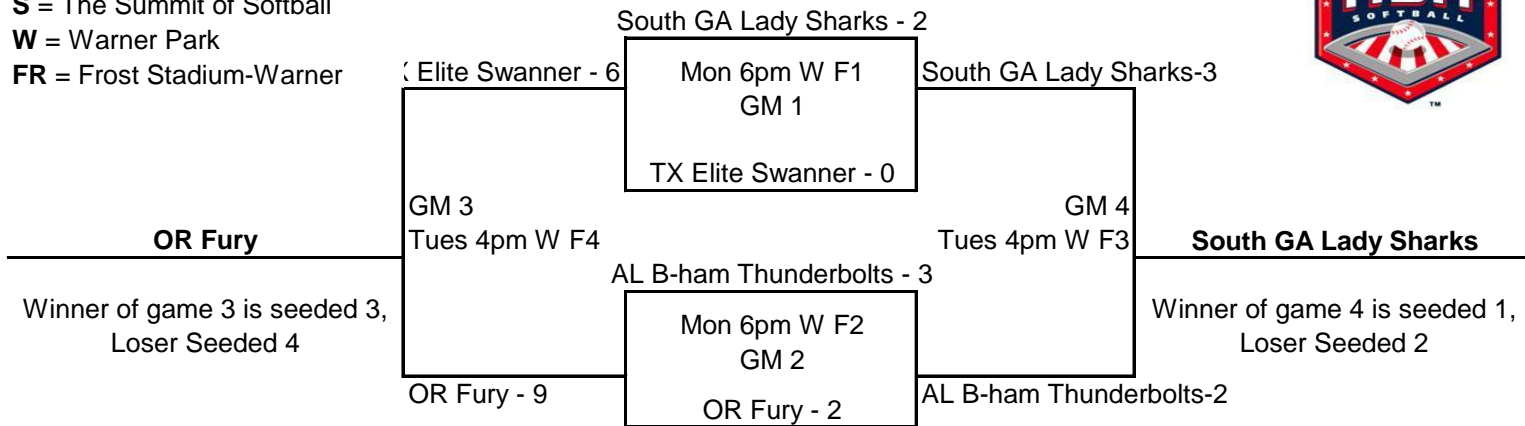 S = The Summit of Softball
W = Warner Park
FR = Frost Stadium-Warner
SOFTBALL
TM
South GA Lady Sharks - 2
Elite Swanner - 6
Mon 6pm W F1
GM 1
South GA Lady Sharks-3
TX Elite Swanner - 0
GM 3
Tues 4pm W F4
GM 4
Tues 4pm W F3
OR Fury
South GA Lady Sharks
AL B-ham Thunderbolts - 3
Winner of game 3 is seeded 3,
Loser Seeded 4
Mon 6pm W F2
GM 2
Winner of game 4 is seeded 1,
Loser Seeded 2
OR Fury - 9
OR Fury - 2
AL B-ham Thunderbolts-2